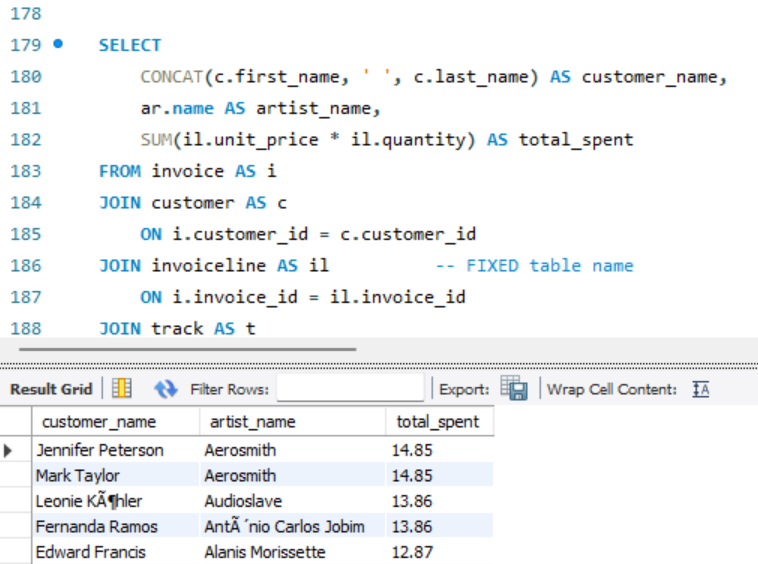 178
179 SELECT
180 CONCAT(c.first_name, ' ', c.last_name) AS customer_name,
181 ar.name AS artist_name,
182 SUM(il.unit_price * il.quantity) AS total_spent
183 FROM invoice AS i
184 JOIN customer AS c
185 ON i.customer_id = c.customer_id
186 JOIN invoiceline AS il -- FIXED table name
187 ON i.invoice_id = il.invoice_id
188 JOIN track AS t
Result Grid Filter Rows: Export: Wrap Cell Content: IA
customer_name artist_name total_spent
Jennifer Peterson Aerosmith 14.85
Mark Taylor Aerosmith 14.85
Leonie KÃ¶hler Audioslave 13.86
Fernanda Ramos AntÃ´nio Carlos Jobim 13.86
Edward Francis Alanis Morissette 12.87